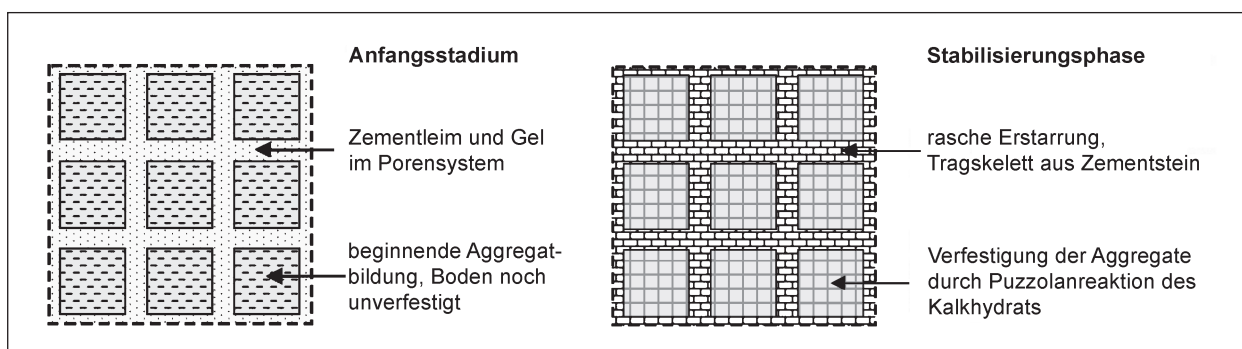 Anfangsstadium
Zementleim und Gel
im Porensystem
beginnende Aggregat-
bildung, Boden noch
unverfestigt
Stabilisierungsphase
rasche Erstarrung,
Tragskelett aus Zementstein
Verfestigung der Aggregate
durch Puzzolanreaktion des
Kalkhydrats